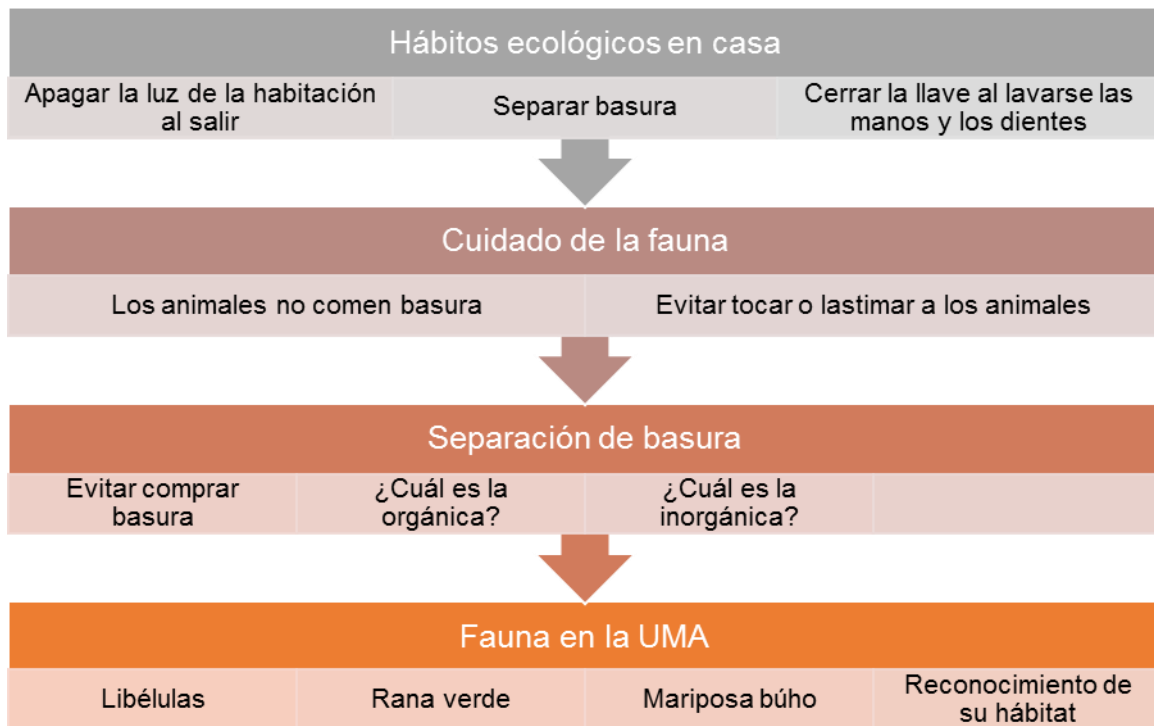 Hábitos ecológicos en casa
Apagar la luz de la habitación
al salir
Separar basura
Cerrar la llave al lavarse las
manos y los dientes
Cuidado de la fauna
Los animales no comen basura
Evitar tocar o lastimar a los animales
Separación de basura
Evitar comprar
basura
¿Cuál es la
orgánica?
¿Cuál es la
inorgánica?
Fauna en la UMA
Libélulas
Rana verde
Mariposa búho
Reconocimiento de
su hábitat